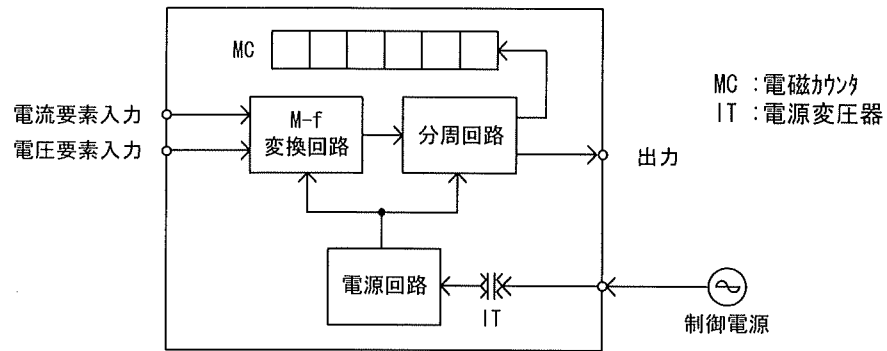 MC
MC：電磁カウンタ
IT：電源変圧器
電流要素入力
電圧要素入力
M-f
変換回路
分周回路
出力
電源回路
IT
制御電源